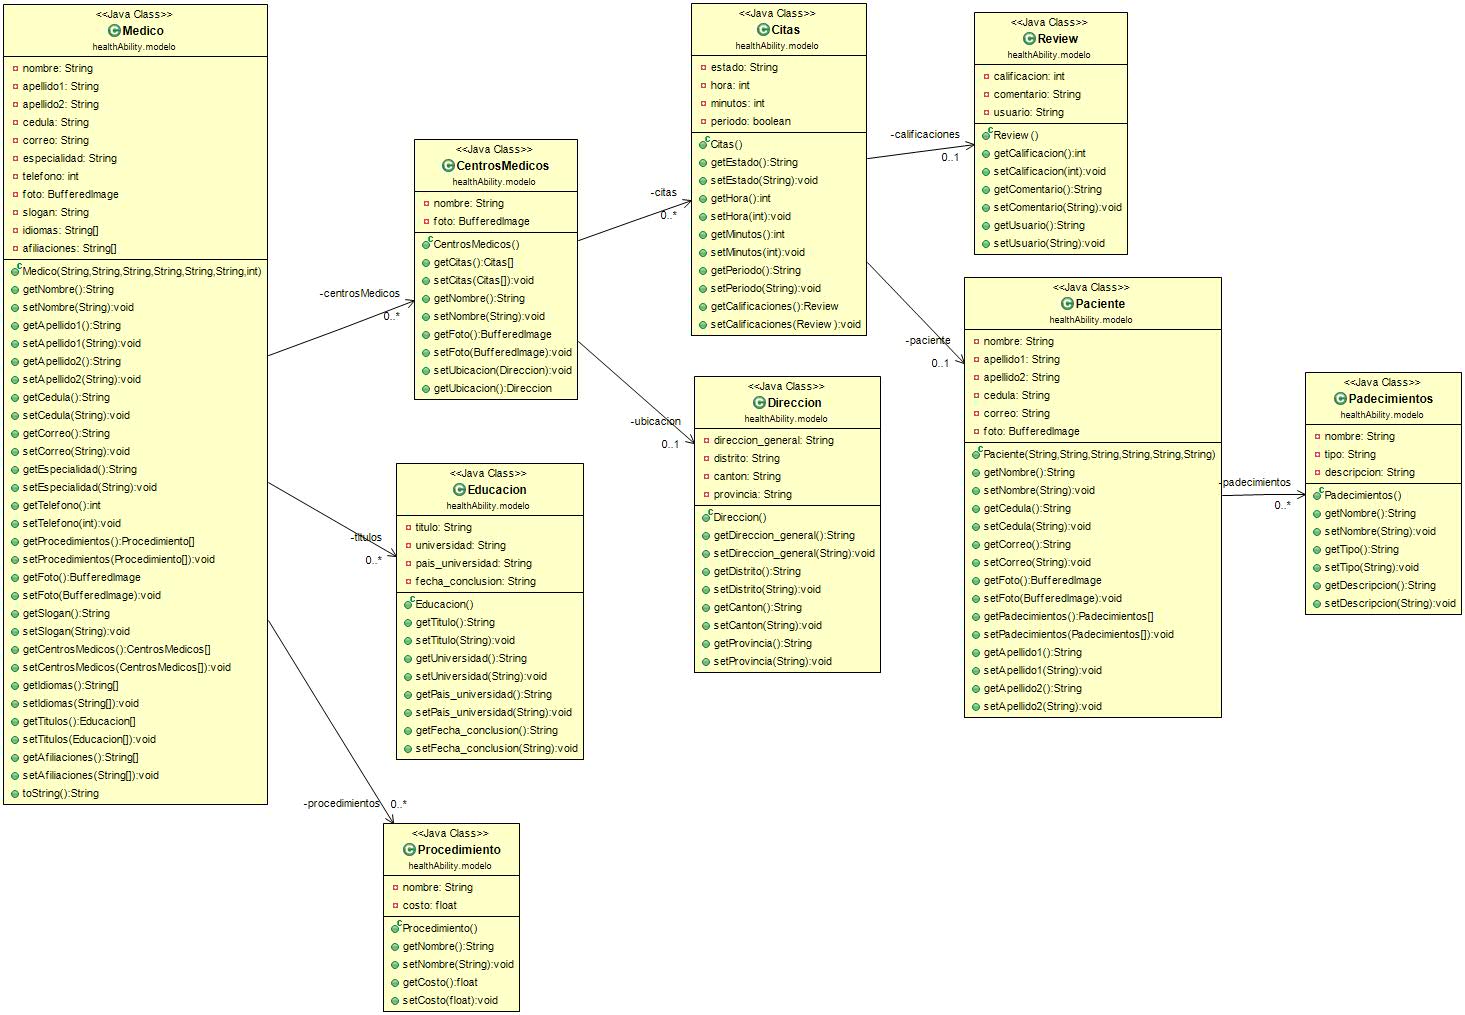 <<Java Class>>
Medico
healthAbility.modelo
nombre: String
apellido1: String
apellido2: String
cedula: String
correo: String
especialidad: String
telefono: int
foto: BufferedImage
slogan: String
idiomas: String[]
afiliaciones: String[]
Medico(String,String,String,String,String,String,int)
getNombre():String
setNombre(String):void
getApellido1():String
setApellido1(String):void
getApellido2():String
setApellido2(String):void
getCedula():String
setCedula(String):void
getCorreo():String
setCorreo(String):void
getEspecialidad():String
setEspecialidad(String):void
getTelefono():int
setTelefono(int):void
getProcedimientos():Procedimiento[]
setProcedimientos(Procedimiento[]):void
getFoto():BufferedImage
setFoto(BufferedImage):void
getSlogan():String
setSlogan(String):void
getCentrosMedicos():CentrosMedicos[]
setCentrosMedicos(CentrosMedicos[]):void
getIdiomas():String[]
setIdiomas(String[]):void
getTitulos():Educacion[]
setTitulos(Educacion[]):void
getAfiliaciones():String[]
setAfiliaciones(String[]):void
toString():String
-centrosMedicos
0..*
-titulos
0..*
-procedimientos
0..*
<<Java Class>>
CentrosMedicos
healthAbility.modelo
nombre: String
foto: BufferedImage
CentrosMedicos()
getCitas():Citas[]
setCitas(Citas[]):void
getNombre():String
setNombre(String):void
getFoto():BufferedImage
setFoto(BufferedImage):void
setUbicacion(Direccion):void
getUbicacion():Direccion
-citas
0..*
-ubicacion
0..1
<<Java Class>>
Educacion
healthAbility.modelo
titulo: String
universidad: String
pais_universidad: String
fecha_conclusion: String
Educacion()
getTitulo():String
setTitulo(String):void
getUniversidad():String
setUniversidad(String):void
getPais_universidad():String
setPais_universidad(String):void
getFecha_conclusion():String
setFecha_conclusion(String):void
<<Java Class>>
Procedimiento
healthAbility.modelo
nombre: String
costo: float
Procedimiento()
getNombre():String
setNombre(String):void
getCosto():float
setCosto(float):void
<<Java Class>>
Citas
healthAbility.modelo
estado: String
hora: int
minutos: int
periodo: boolean
Citas()
getEstado():String
setEstado(String):void
getHora():int
setHora(int):void
getMinutos():int
setMinutos(int):void
getPeriodo():String
setPeriodo(String):void
getCalificaciones():Review
setCalificaciones(Review ):void
-calificaciones
0..1
-paciente
0..1
<<Java Class>>
Direccion
healthAbility.modelo
direccion_general: String
distrito: String
canton: String
provincia: String
Direccion()
getDireccion_general():String
setDireccion_general(String):void
getDistrito():String
setDistrito(String):void
getCanton():String
setCanton(String):void
getProvincia():String
setProvincia(String):void
<<Java Class>>
Review
healthAbility.modelo
calificacion: int
comentario: String
usuario: String
Review ()
getCalificacion():int
setCalificacion(int):void
getComentario():String
setComentario(String):void
getUsuario():String
setUsuario(String):void
<<Java Class>>
Paciente
healthAbility.modelo
nombre: String
apellido1: String
apellido2: String
cedula: String
correo: String
foto: BufferedImage
Paciente(String,String,String,String,String,String)
getNombre():String
setNombre(String):void
getCedula():String
setCedula(String):void
getCorreo():String
setCorreo(String):void
getFoto():BufferedImage
setFoto(BufferedImage):void
getPadecimientos():Padecimientos[]
setPadecimientos(Padecimientos[]):void
getApellido1():String
setApellido1(String):void
getApellido2():String
setApellido2(String):void
-padecimientos
0..*
<<Java Class>>
Padecimientos
healthAbility.modelo
nombre: String
tipo: String
descripcion: String
Padecimientos()
getNombre():String
setNombre(String):void
getTipo():String
setTipo(String):void
getDescripcion():String
setDescripcion(String):void